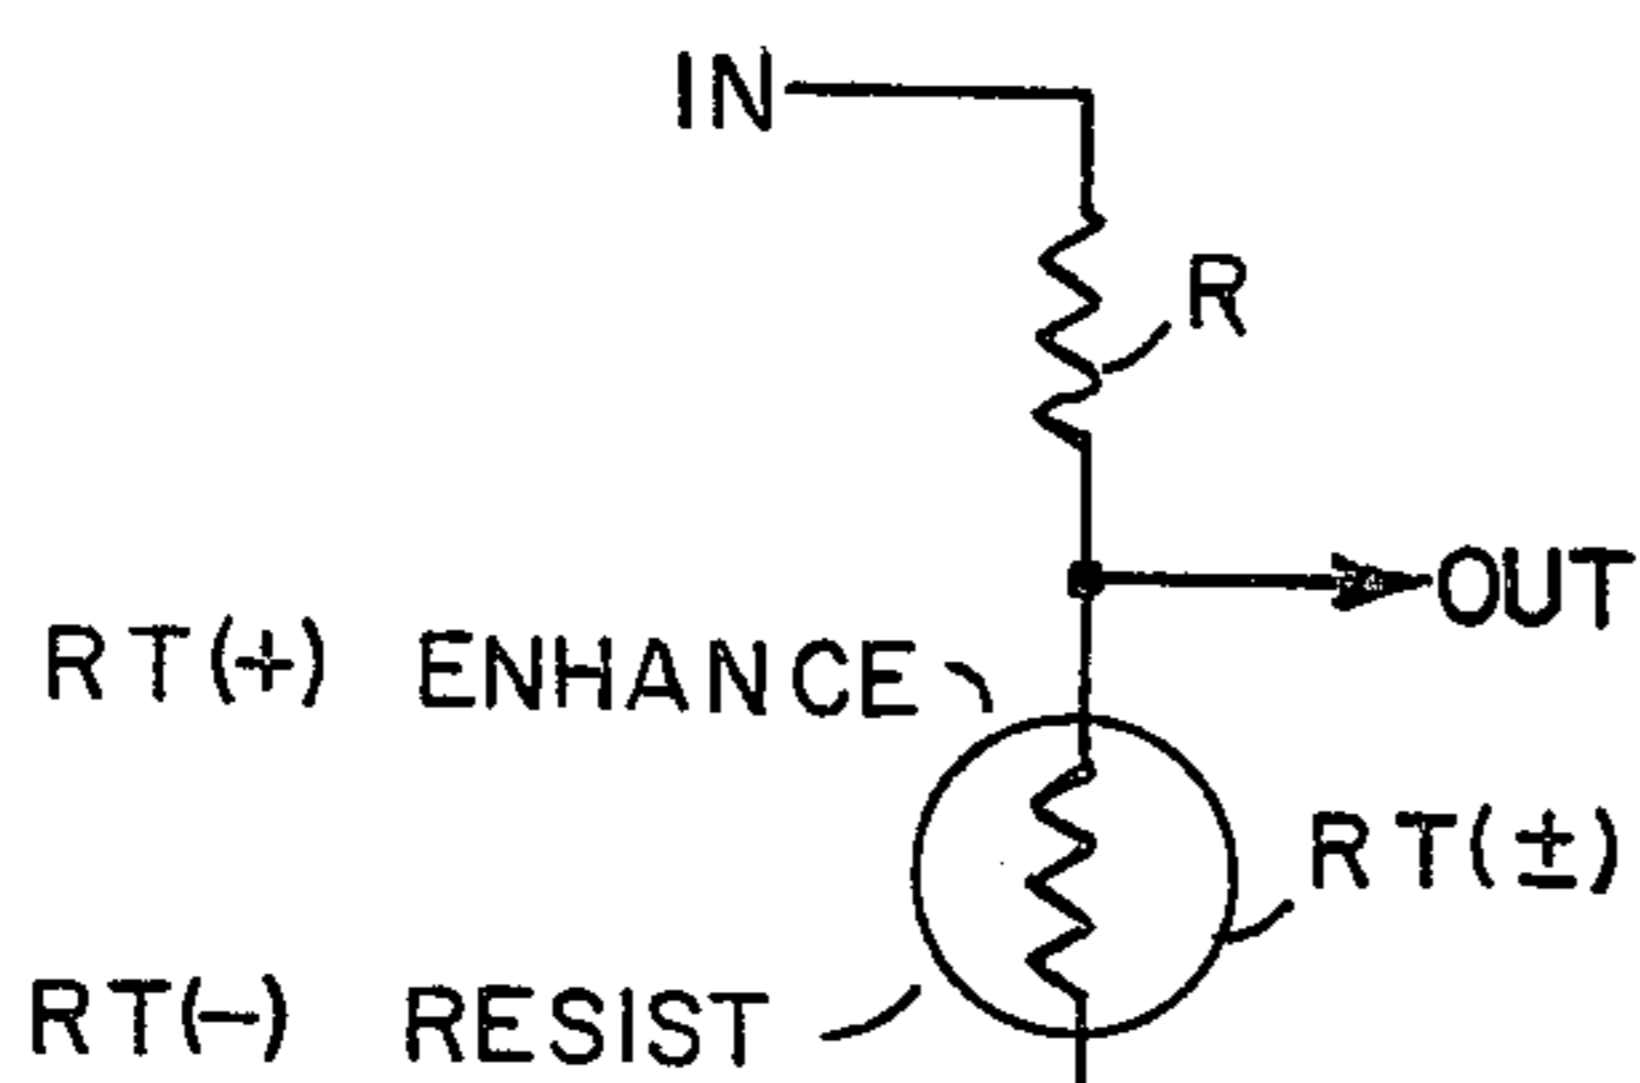 IN
R
OUT
RT(+) ENHANCE
RT(±)
RT(-) RESIST